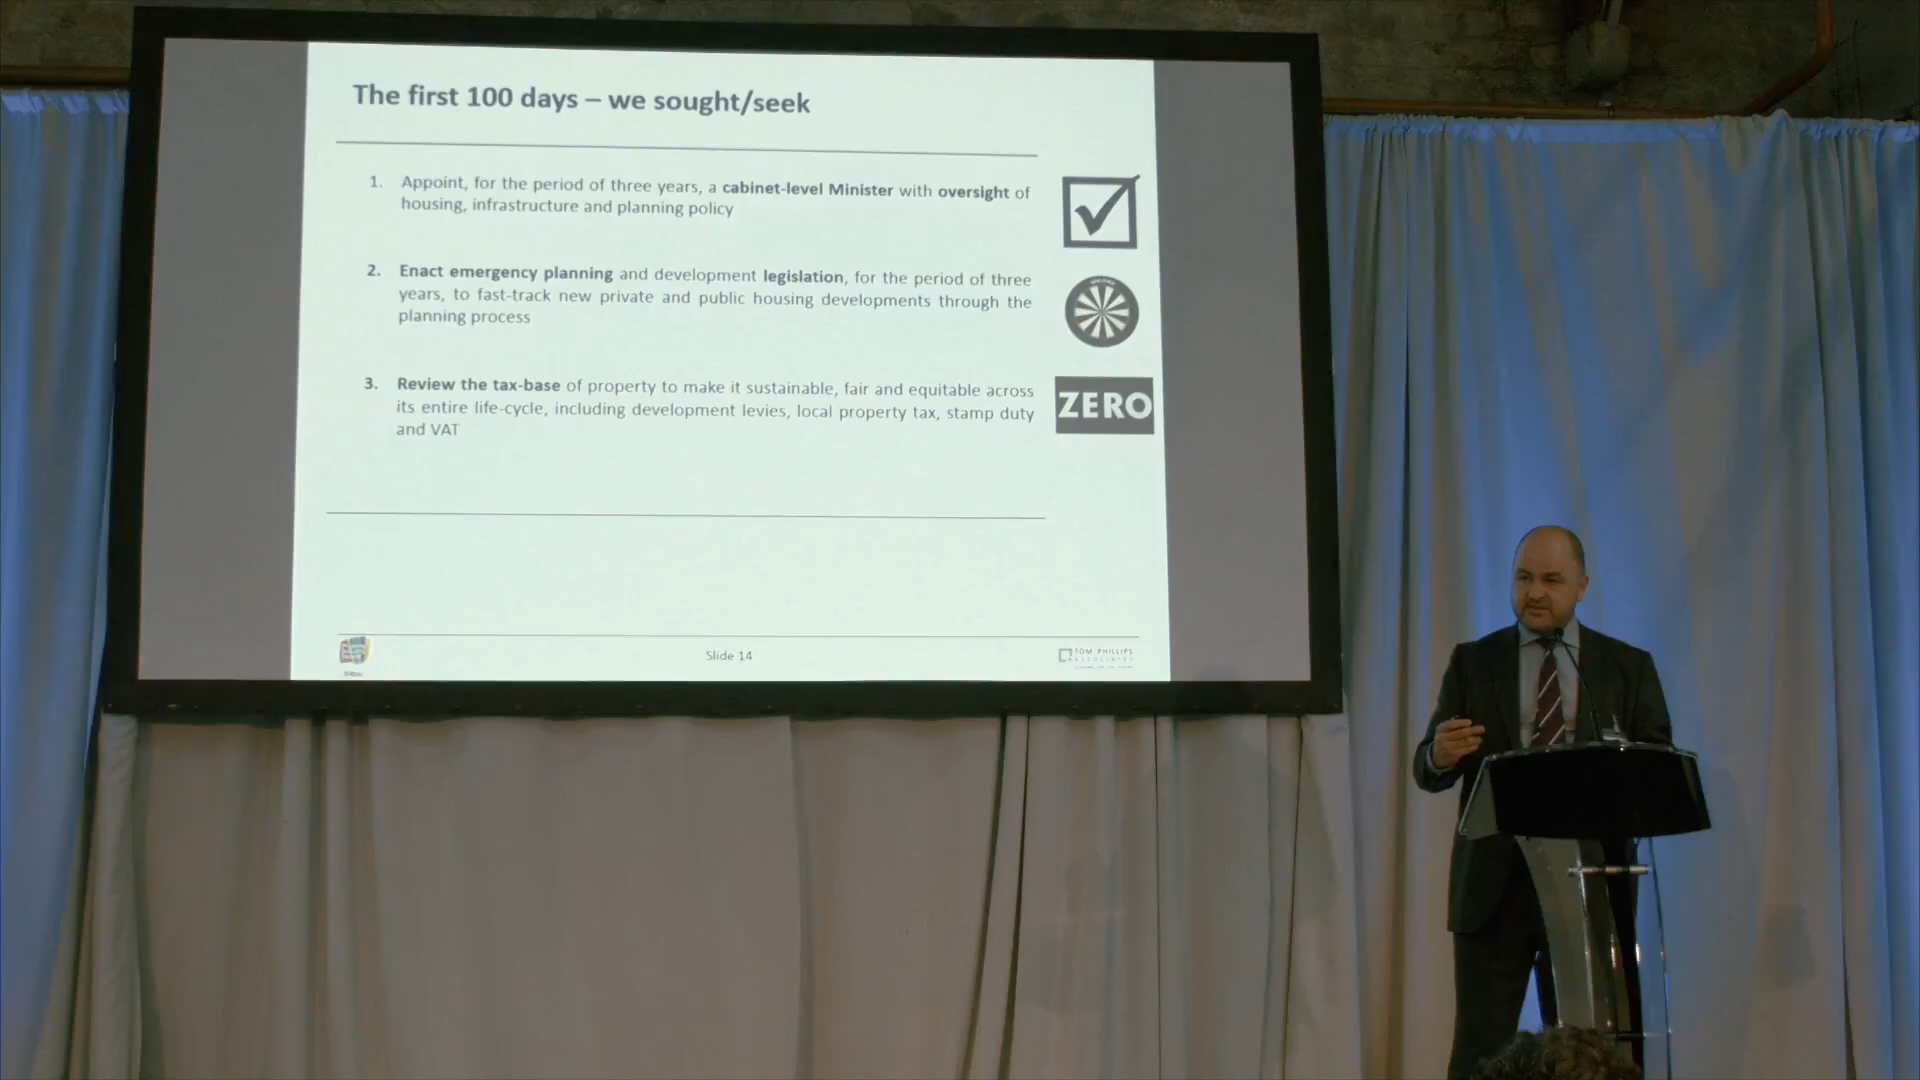 The first 100 days – we sought/seek
1. Appoint, for the period of three years, a cabinet-level Minister with oversight of
housing, infrastructure and planning policy
2. Enact emergency planning and development legislation, for the period of three
years, to fast-track new private and public housing developments through the
planning process
ZERO
3. Review the tax-base of property to make it sustainable, fair and equitable across
its entire life-cycle, including development levies, local property tax, stamp duty
and VAT
Slide 14
TOM PHILLIPS
ASSOCIATES